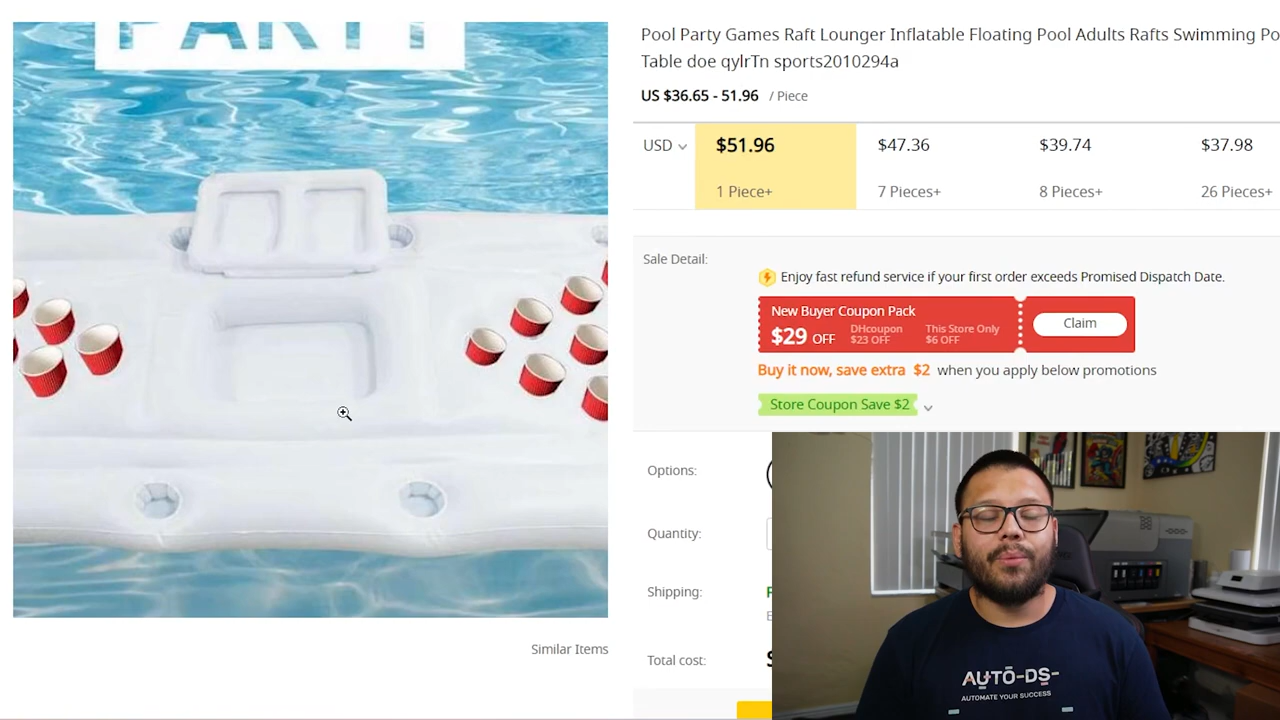 PARTY
Pool Party Games Raft Lounger Inflatable Floating Pool Adults Rafts Swimming Po
Table doe qylrTn sports2010294a
US $36.65 - 51.96 / Piece
USD $51.96 $47.36 $39.74 $37.98
1 Piece+ 7 Pieces+ 8 Pieces+ 26 Pieces+
Sale Detail:
Enjoy fast refund service if your first order exceeds Promised Dispatch Date.
New Buyer Coupon Pack
$29 OFF
DHcoupon
$23 OFF
This Store Only
$6 OFF
Claim
Buy it now, save extra $2 when you apply below promotions
Store Coupon Save $2
Options:
Quantity:
Shipping:
Total cost:
Similar Items
AUTO-DS-
AUTOMATE YOUR SUCCESS